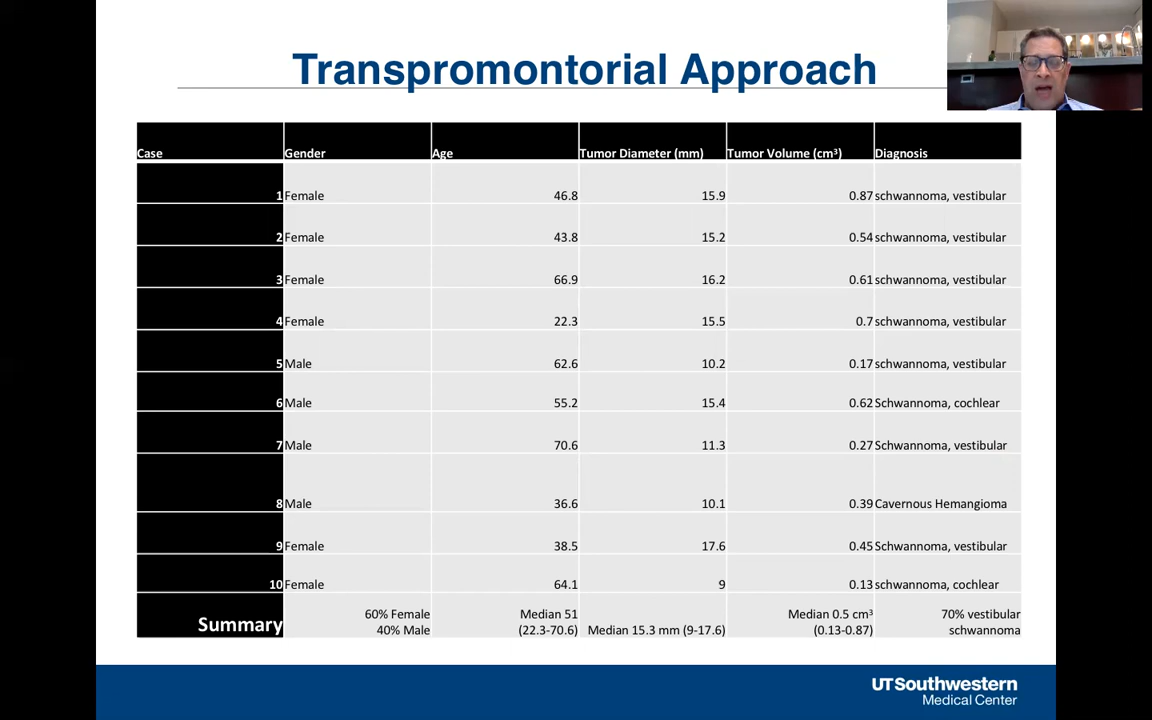 Transpromontorial Approach
Case Gender Age Tumor Diameter (mm) Tumor Volume (cm³) Diagnosis
1 Female 46.8 15.9 0.87 schwannoma, vestibular
2 Female 43.8 15.2 0.54 schwannoma, vestibular
3 Female 66.9 16.2 0.61 schwannoma, vestibular
4 Female 22.3 15.5 0.7 schwannoma, vestibular
5 Male 62.6 10.2 0.17 schwannoma, vestibular
6 Male 55.2 15.4 0.62 Schwannoma, cochlear
7 Male 70.6 11.3 0.27 Schwannoma, vestibular
8 Male 36.6 10.1 0.39 Cavernous Hemangioma
9 Female 38.5 17.6 0.45 Schwannoma, vestibular
10 Female 64.1 9 0.13 schwannoma, cochlear
Summary
60% Female
40% Male
Median 51
(22.3-70.6)
Median 15.3 mm (9-17.6)
Median 0.5 cm³
(0.13-0.87)
70% vestibular
schwannoma
UTSouthwestern
Medical Center